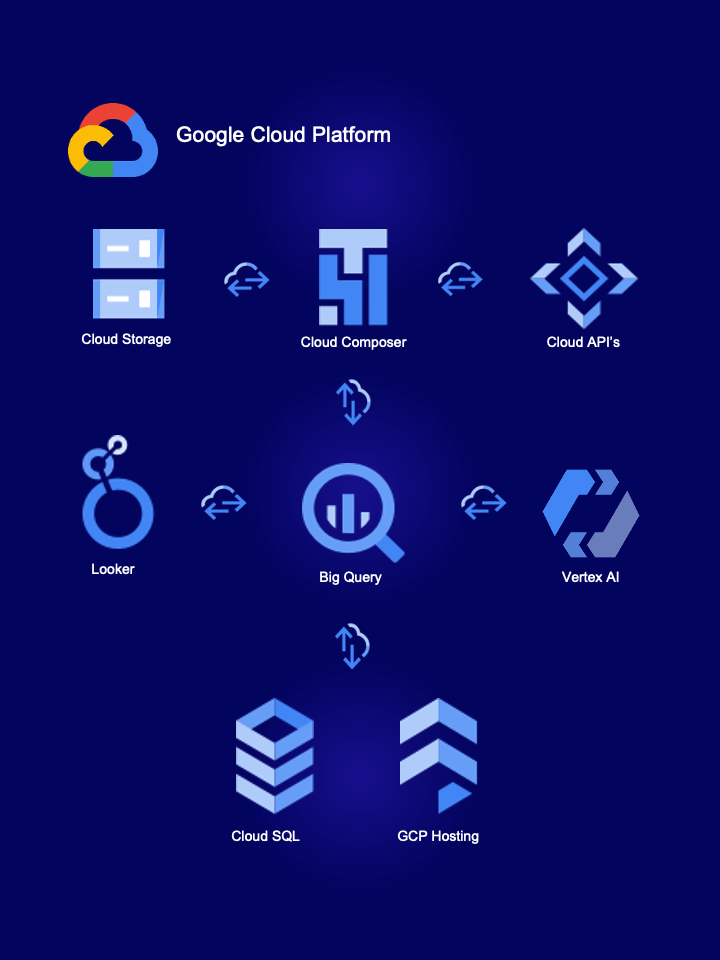 Google Cloud Platform
Cloud Storage
Cloud Composer
Cloud API's
Looker
Big Query
Vertex AI
Cloud SQL
GCP Hosting